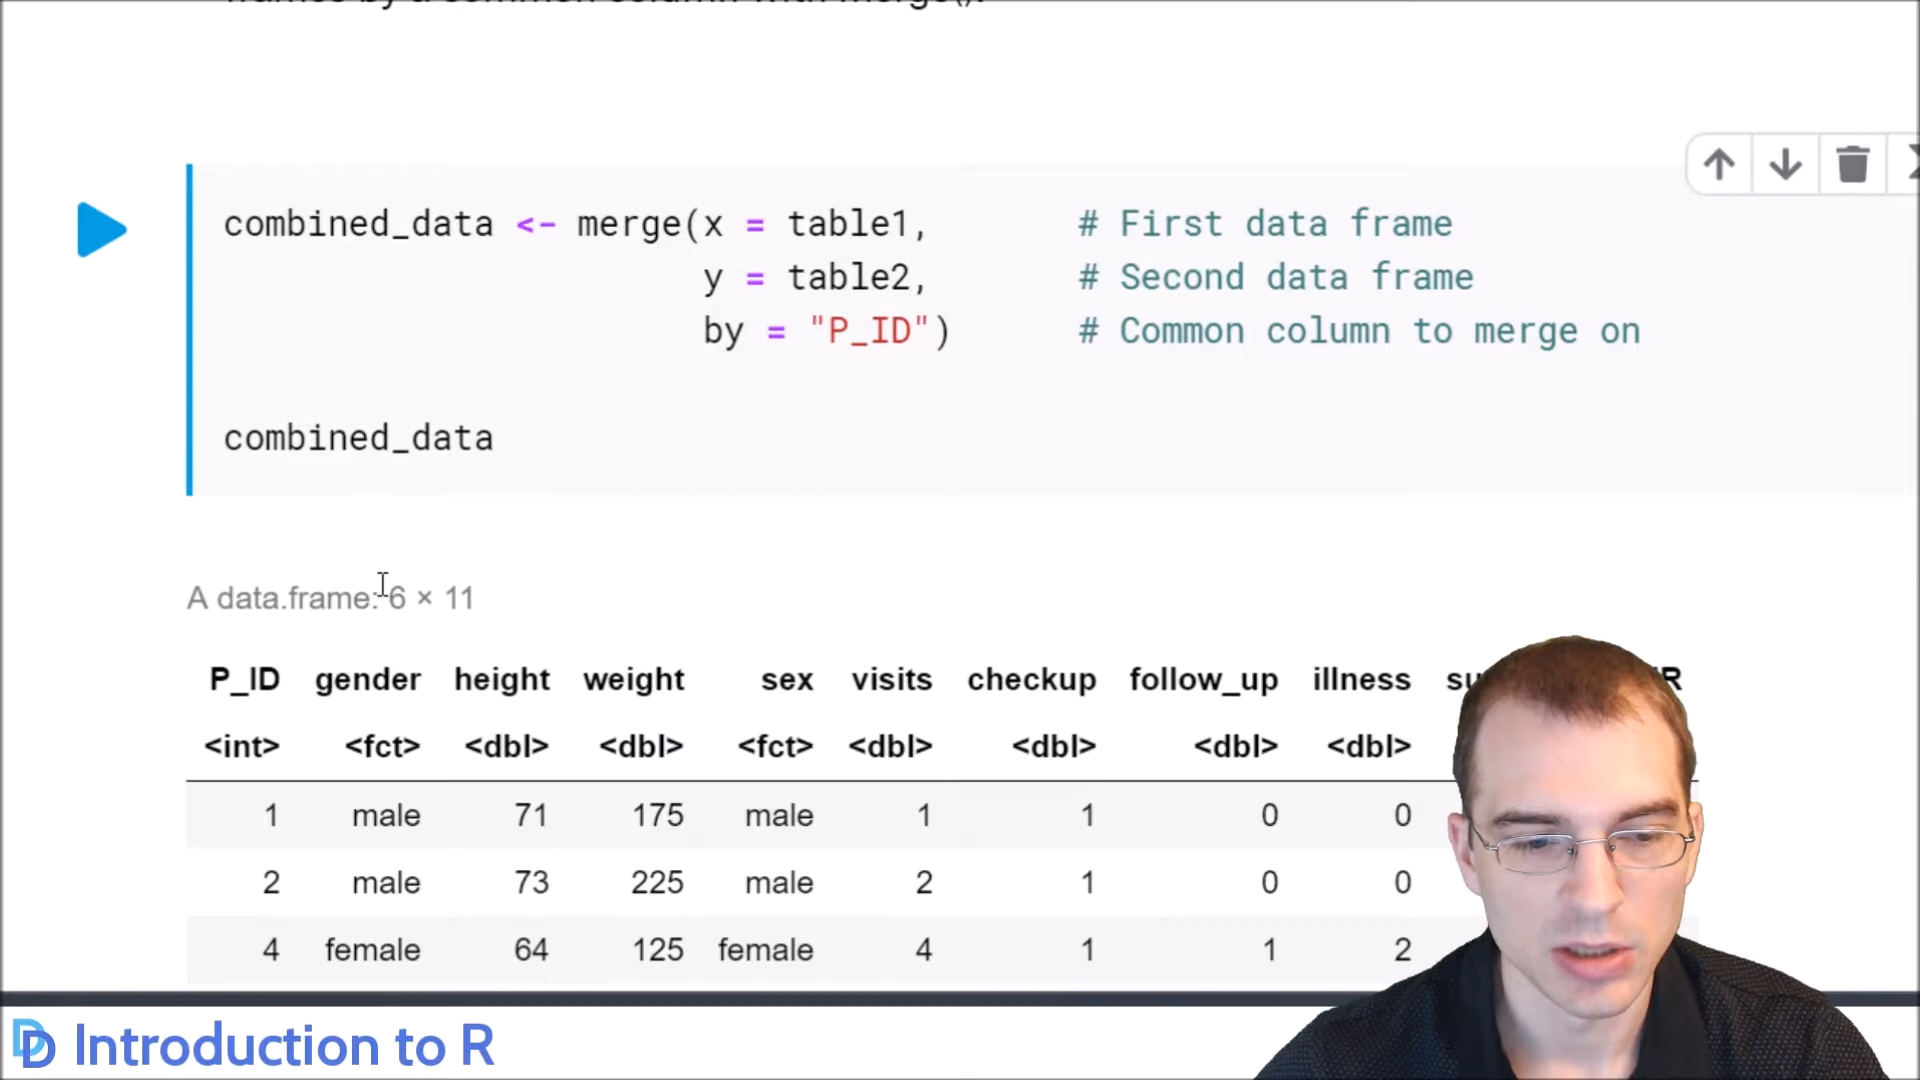 combined_data <- merge(x = table1, # First data frame
y = table2, # Second data frame
by = "P_ID") # Common column to merge on
combined_data
A data.frame: 6 × 11
P_ID gender height weight sex visits checkup follow_up illness
<int> <fct> <dbl> <dbl> <fct> <dbl> <dbl> <dbl> <dbl>
1 male 71 175 male 1 1 0 0
2 male 73 225 male 2 1 0 0
4 female 64 125 female 4 1 1 2
Introduction to R